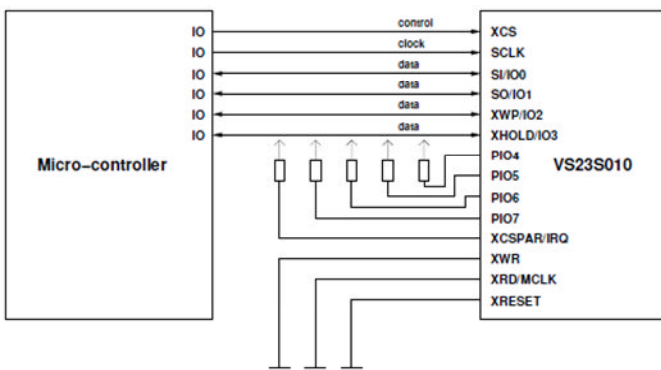 control
IO XCS
clock
IO SCLK
data
IO SI/IO0
data
IO SO/IO1
data
IO XWP/IO2
data
IO XHOLD/IO3
PIO4
Micro-controller VS23S010
PIO5
PIO6
PIO7
XCSPAR/IRQ
XWR
XRD/MCLK
XRESET